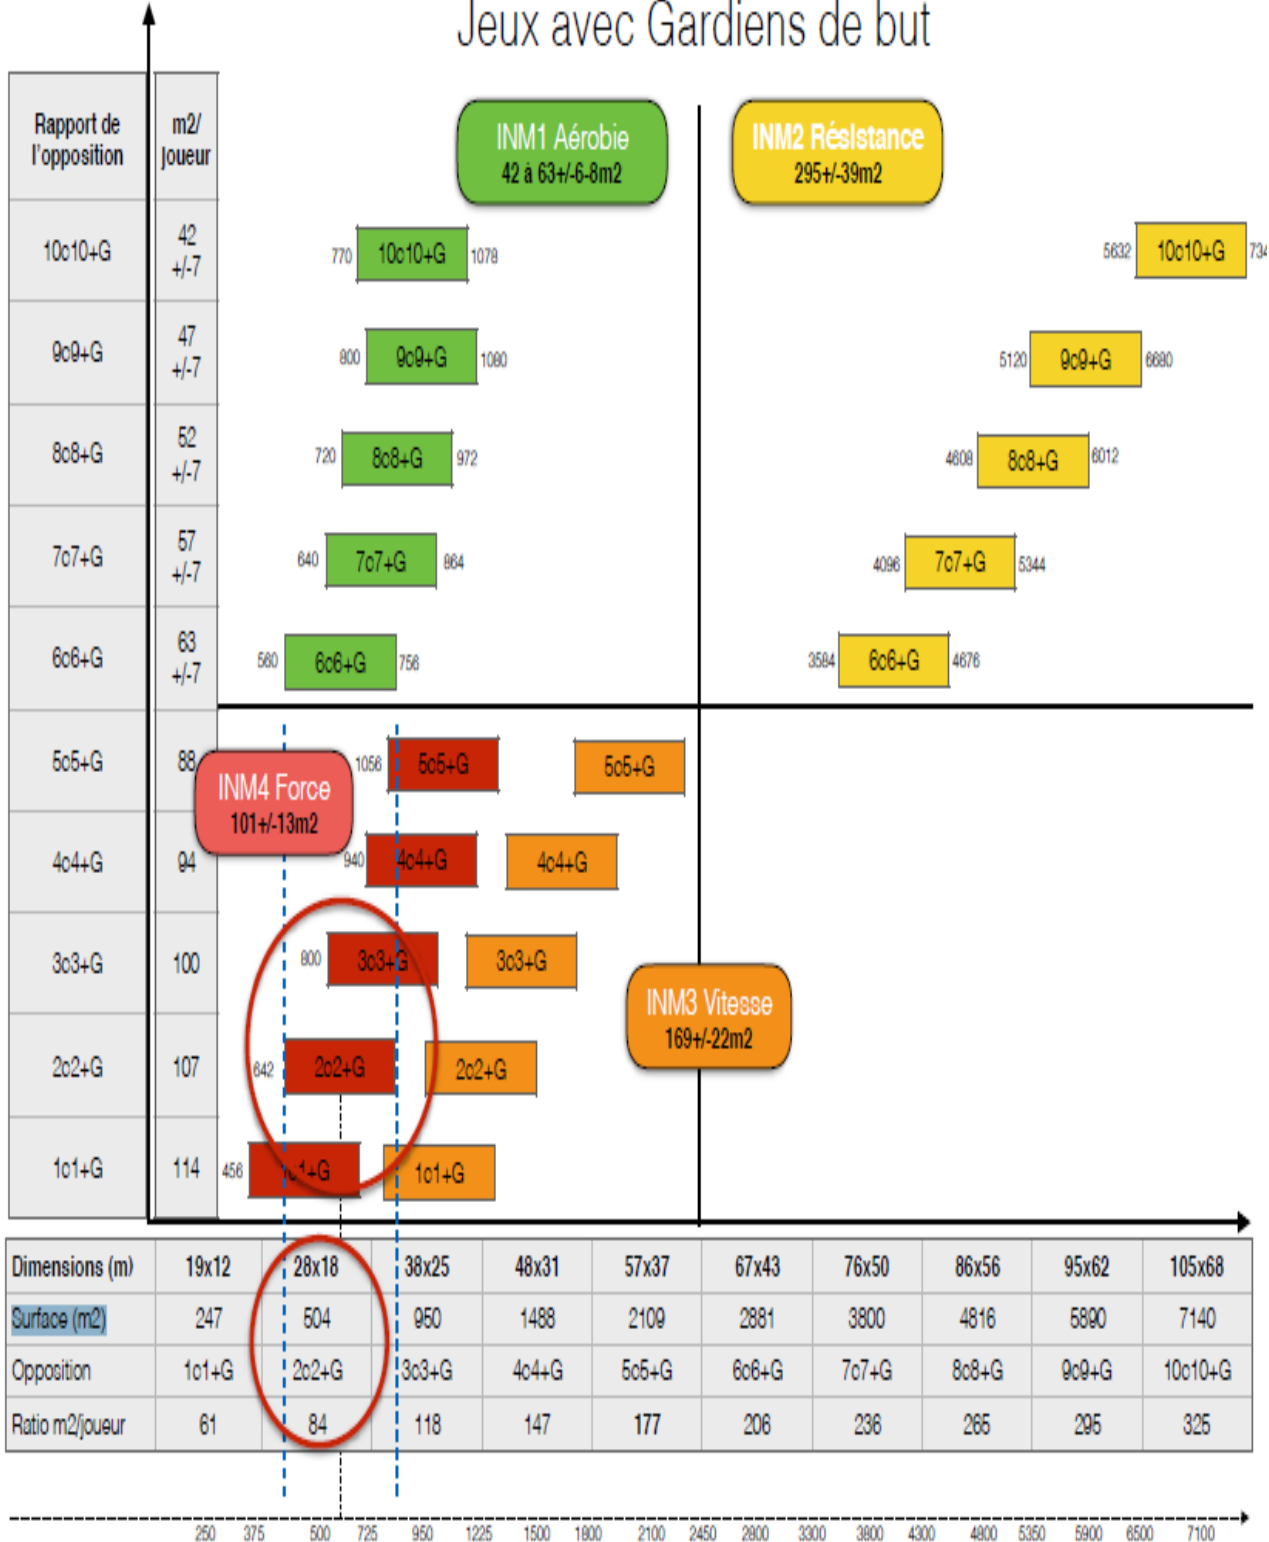 Jeux avec Gardiens de but
Rapport de
l'opposition
m2/
joueur
INM1 Aérobie
42 à 63+/-6-8m2
INM2 Résistance
295+/-39m2
10c10+G
42
+/-7
770
10c10+G
1078
5632
10c10+G
734
9c9+G
47
+/-7
800
9c9+G
1080
5120
9c9+G
6680
8c8+G
52
+/-7
720
8c8+G
972
4608
8c8+G
6012
7c7+G
57
+/-7
640
7c7+G
864
4096
7c7+G
5344
6c6+G
63
+/-7
560
6c6+G
756
3584
6c6+G
4676
5c5+G
88
1056
5c5+G
5c5+G
INM4 Force
101+/-13m2
4c4+G
94
940
4c4+G
4c4+G
3c3+G
100
800
3c3+G
3c3+G
INM3 Vitesse
169+/-22m2
2c2+G
107
642
2c2+G
2c2+G
1c1+G
114
456
1c1+G
1c1+G
Dimensions (m) 19x12 28x18 38x25 48x31 57x37 67x43 76x50 86x56 95x62 105x68
Surface (m2) 247 504 950 1488 2109 2881 3800 4816 5890 7140
Opposition 1c1+G 2c2+G 3c3+G 4c4+G 5c5+G 6c6+G 7c7+G 8c8+G 9c9+G 10c10+G
Ratio m2/joueur 61 84 118 147 177 206 236 265 295 325
250 375 500 725 950 1225 1500 1800 2100 2450 2800 3300 3800 4300 4800 5350 5900 6500 7100